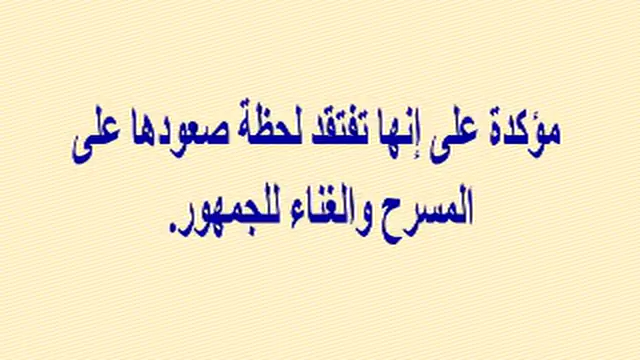 مؤكدة على إنها تفتقد لحظة صعودها على
المسرح والغناء للجمهور.